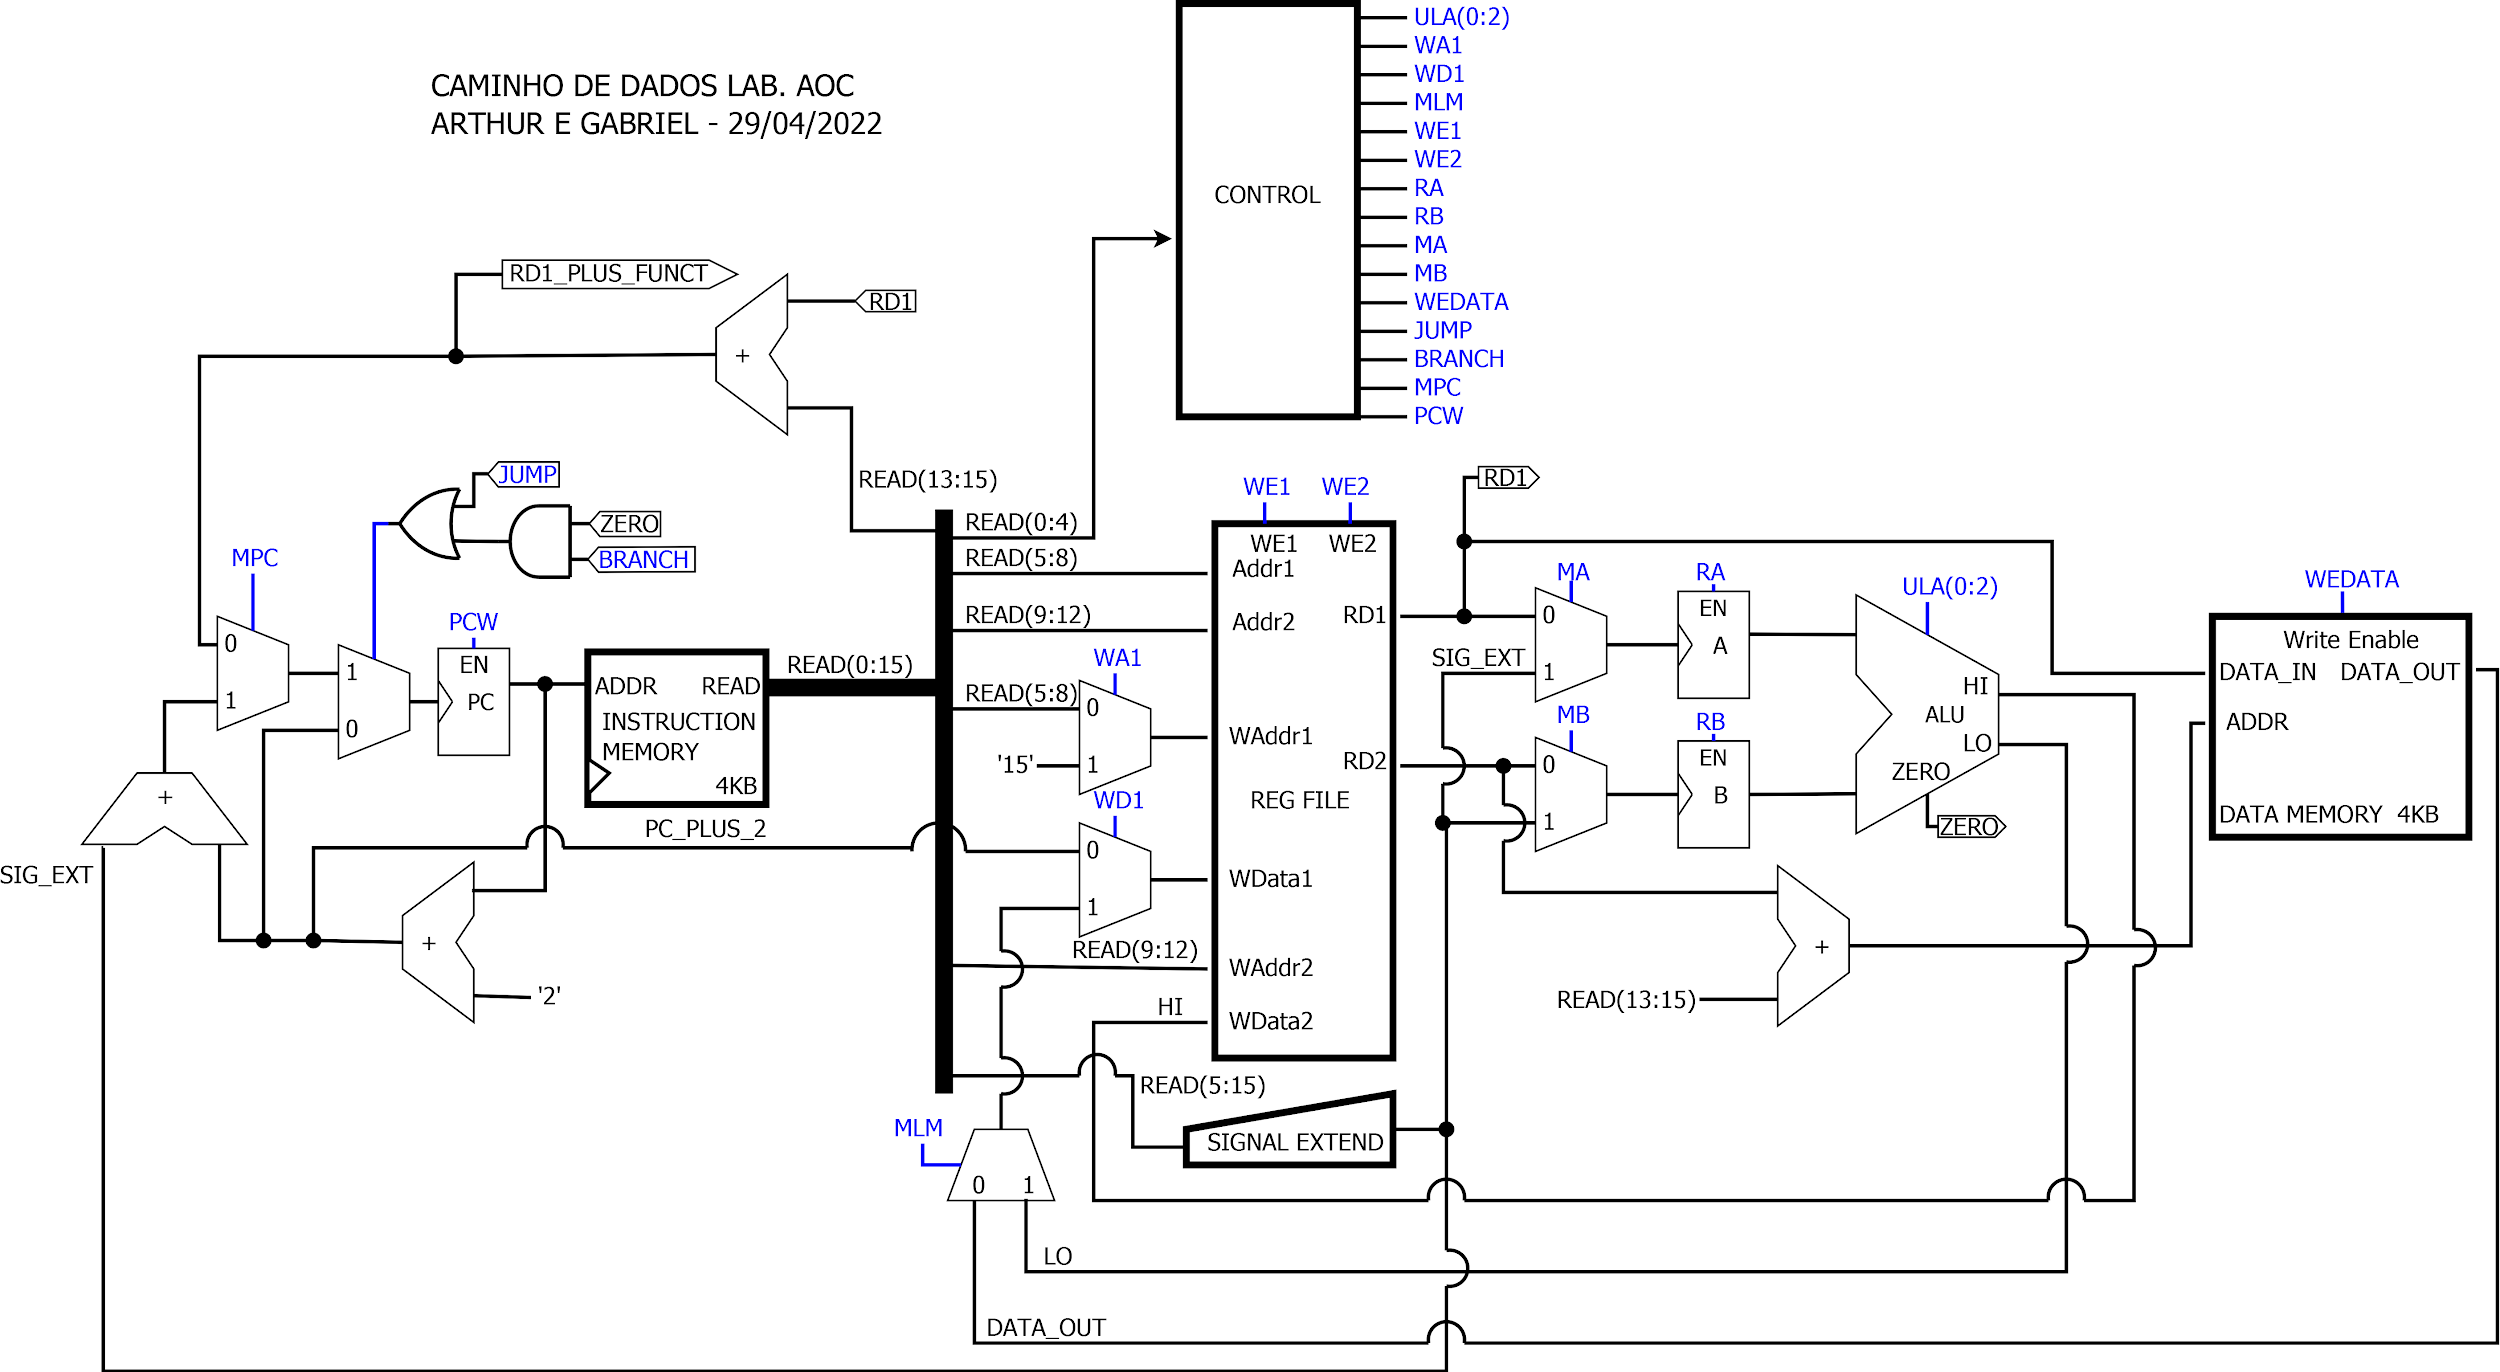 CAMINHO DE DADOS LAB. AOC
ARTHUR E GABRIEL - 29/04/2022
CONTROL
ULA(0:2)
WA1
WD1
MLM
WE1
WE2
RA
RB
MA
MB
WEDATA
JUMP
BRANCH
MPC
PCW
RD1_PLUS_FUNCT
RD1
+
READ(13:15)
JUMP
ZERO
BRANCH
MPC
0
1
1
0
PCW
EN
PC
ADDR READ
INSTRUCTION
MEMORY
4KB
+
SIG_EXT
PC_PLUS_2
+
'2'
READ(0:15)
READ(0:4)
READ(5:8)
READ(9:12)
READ(5:8)
WA1
0
'15' 1
WD1
0
1
READ(9:12)
HI
READ(5:15)
WE1 WE2
WE1 WE2
Addr1
Addr2
RD1
WAddr1
RD2
REG FILE
WData1
WAddr2
WData2
SIGNAL EXTEND
MLM
0 1
LO
DATA_OUT
RD1
MA
0
SIG_EXT
1
MB
0
1
RA
EN
A
RB
EN
B
ULA(0:2)
HI
ALU
LO
ZERO
ZERO
+
READ(13:15)
WEDATA
Write Enable
DATA_IN DATA_OUT
ADDR
DATA MEMORY 4KB